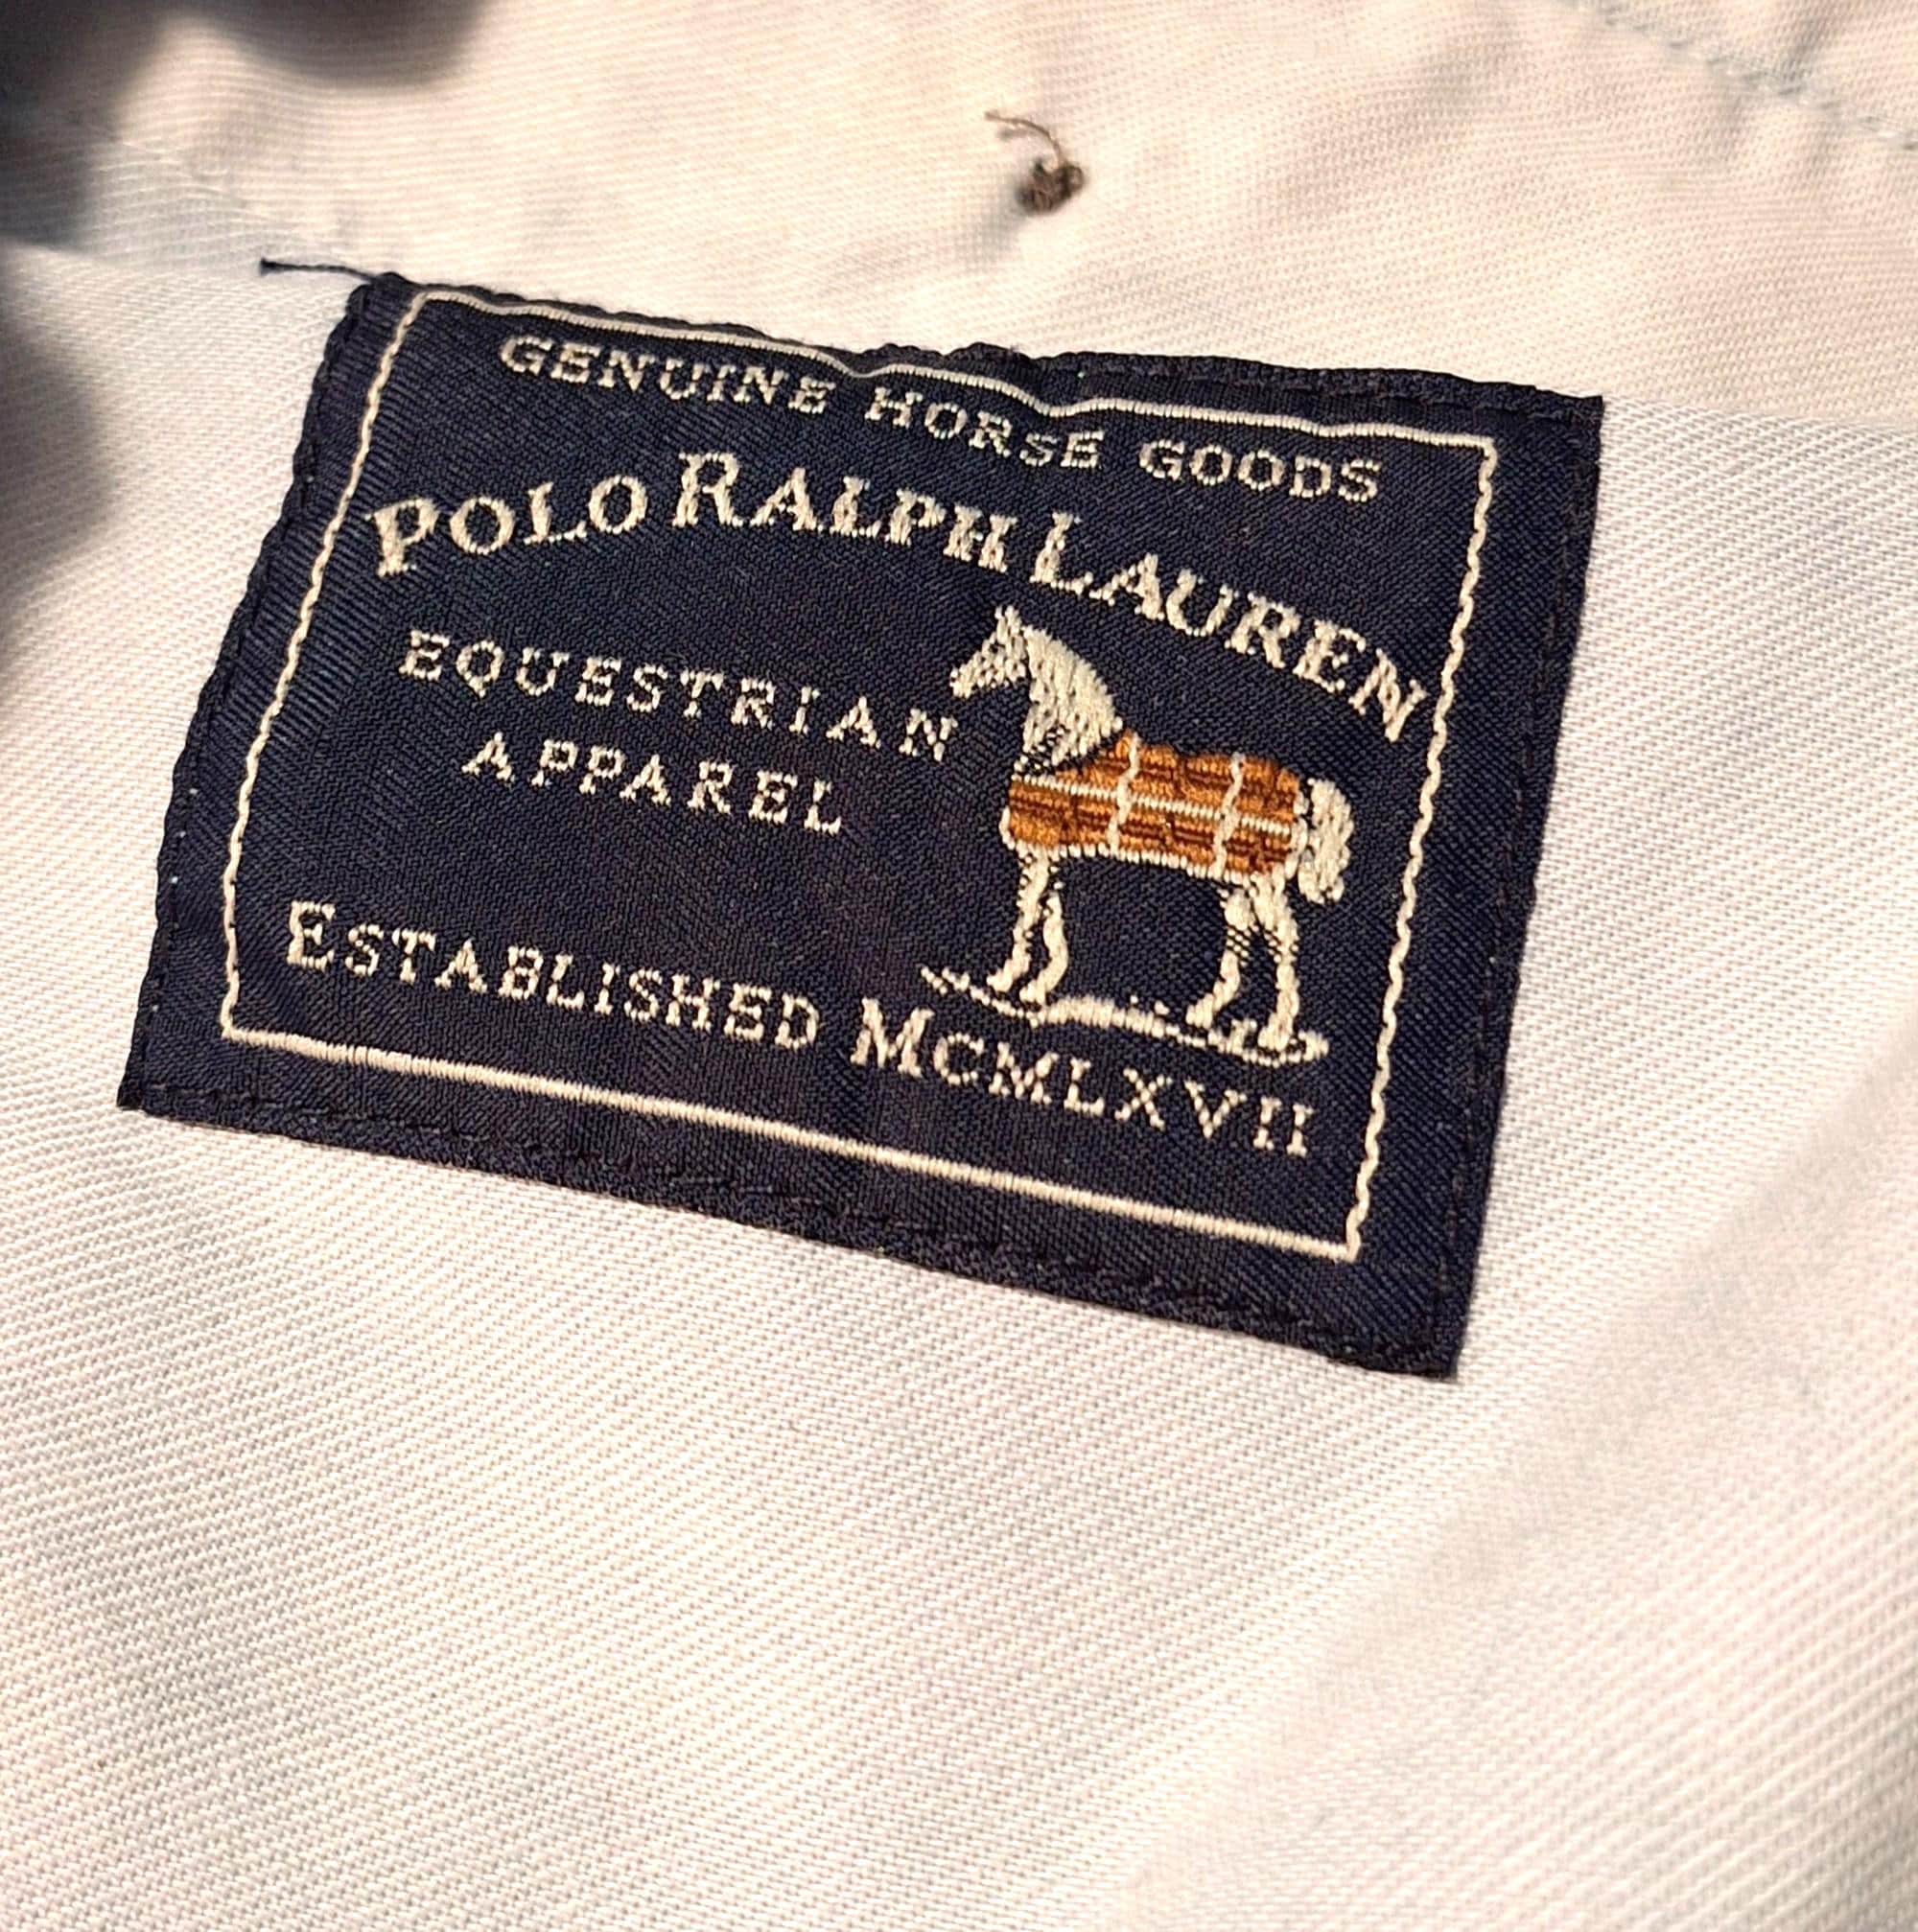 GENUINE HORSE GOODS
POLO RALPH LAUREN
EQUESTRIAN
APPAREL
ESTABLISHED MCMLXVII